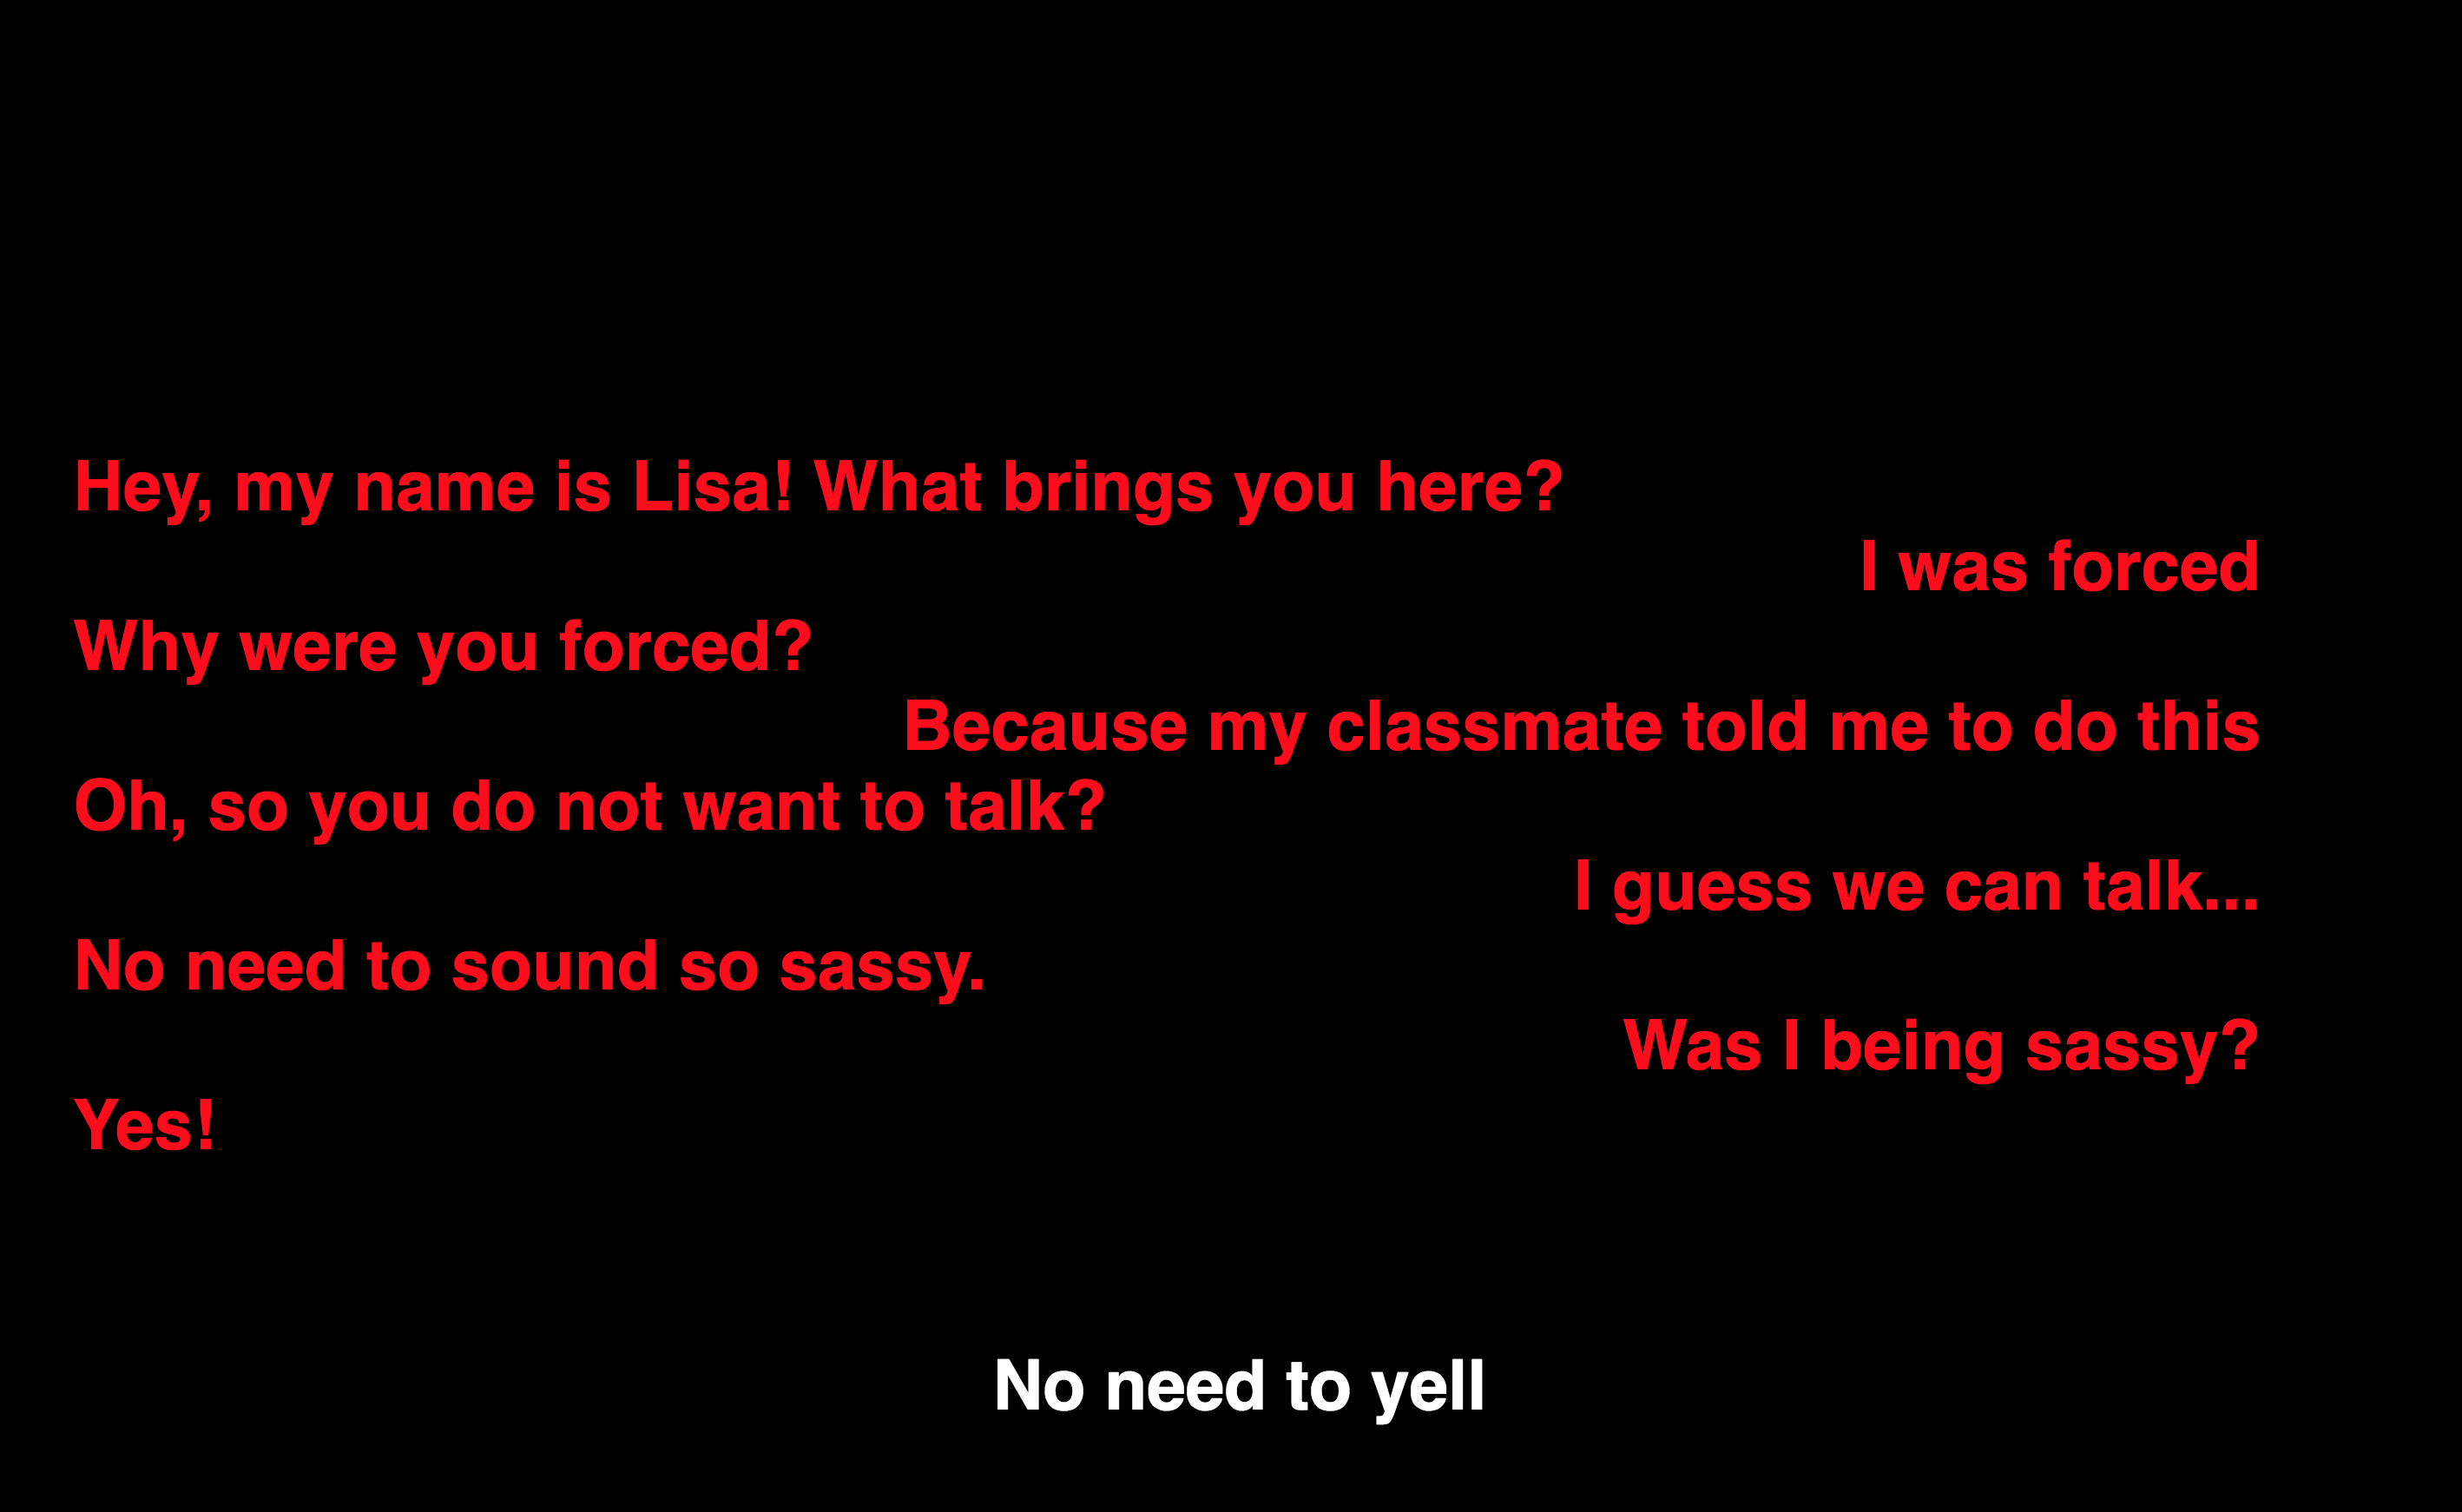 Hey, my name is Lisa! What brings you here?
I was forced
Why were you forced?
Because my classmate told me to do this
Oh, so you do not want to talk?
I guess we can talk...
No need to sound so sassy.
Was I being sassy?
Yes!
No need to yell